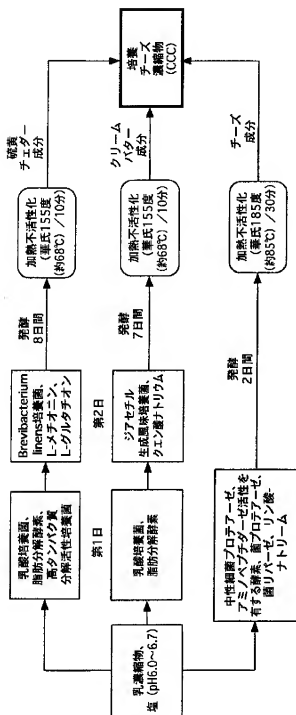 乳濃縮物、
塩 (pH6.0~6.7)
乳酸培養菌、
脂肪分解酵素、
高タンパク質
分解活性培養菌
第1日
乳酸培養菌、
脂肪分解酵素
中性細菌プロテアーゼ、
アミノペプチダーゼ活性を
有する酵素、菌プロテアーゼ、
菌リパーゼ、リン酸-
ナトリーム
Brevibacterium
linens培養菌、
L-メチオニン、
L-グルタチオン
第2日
ジアセチル
生成風味培養菌、
クエン酸ナトリウム
発酵
8日間
発酵
7日間
発酵
2日間
加熱不活性化
(華氏155度
(約68℃) /10分)
加熱不活性化
(華氏155度
(約68℃) /10分)
加熱不活性化
(華氏185度
(約85℃) /30分)
硫黄
チェダー
成分
クリーム
バター
成分
チーズ
成分
培養
チーズ
濃縮物
(CCC)